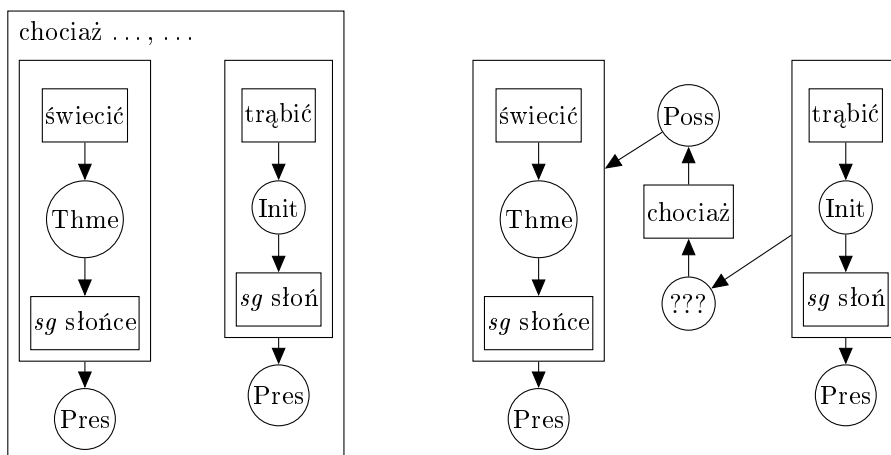 chociaż ..., ...
świecić
Thme
sg słońce
Pres
trąbić
Init
sg słoń
Pres
świecić
Thme
sg słońce
Pres
Poss
chociaż
???
trąbić
Init
sg słoń
Pres